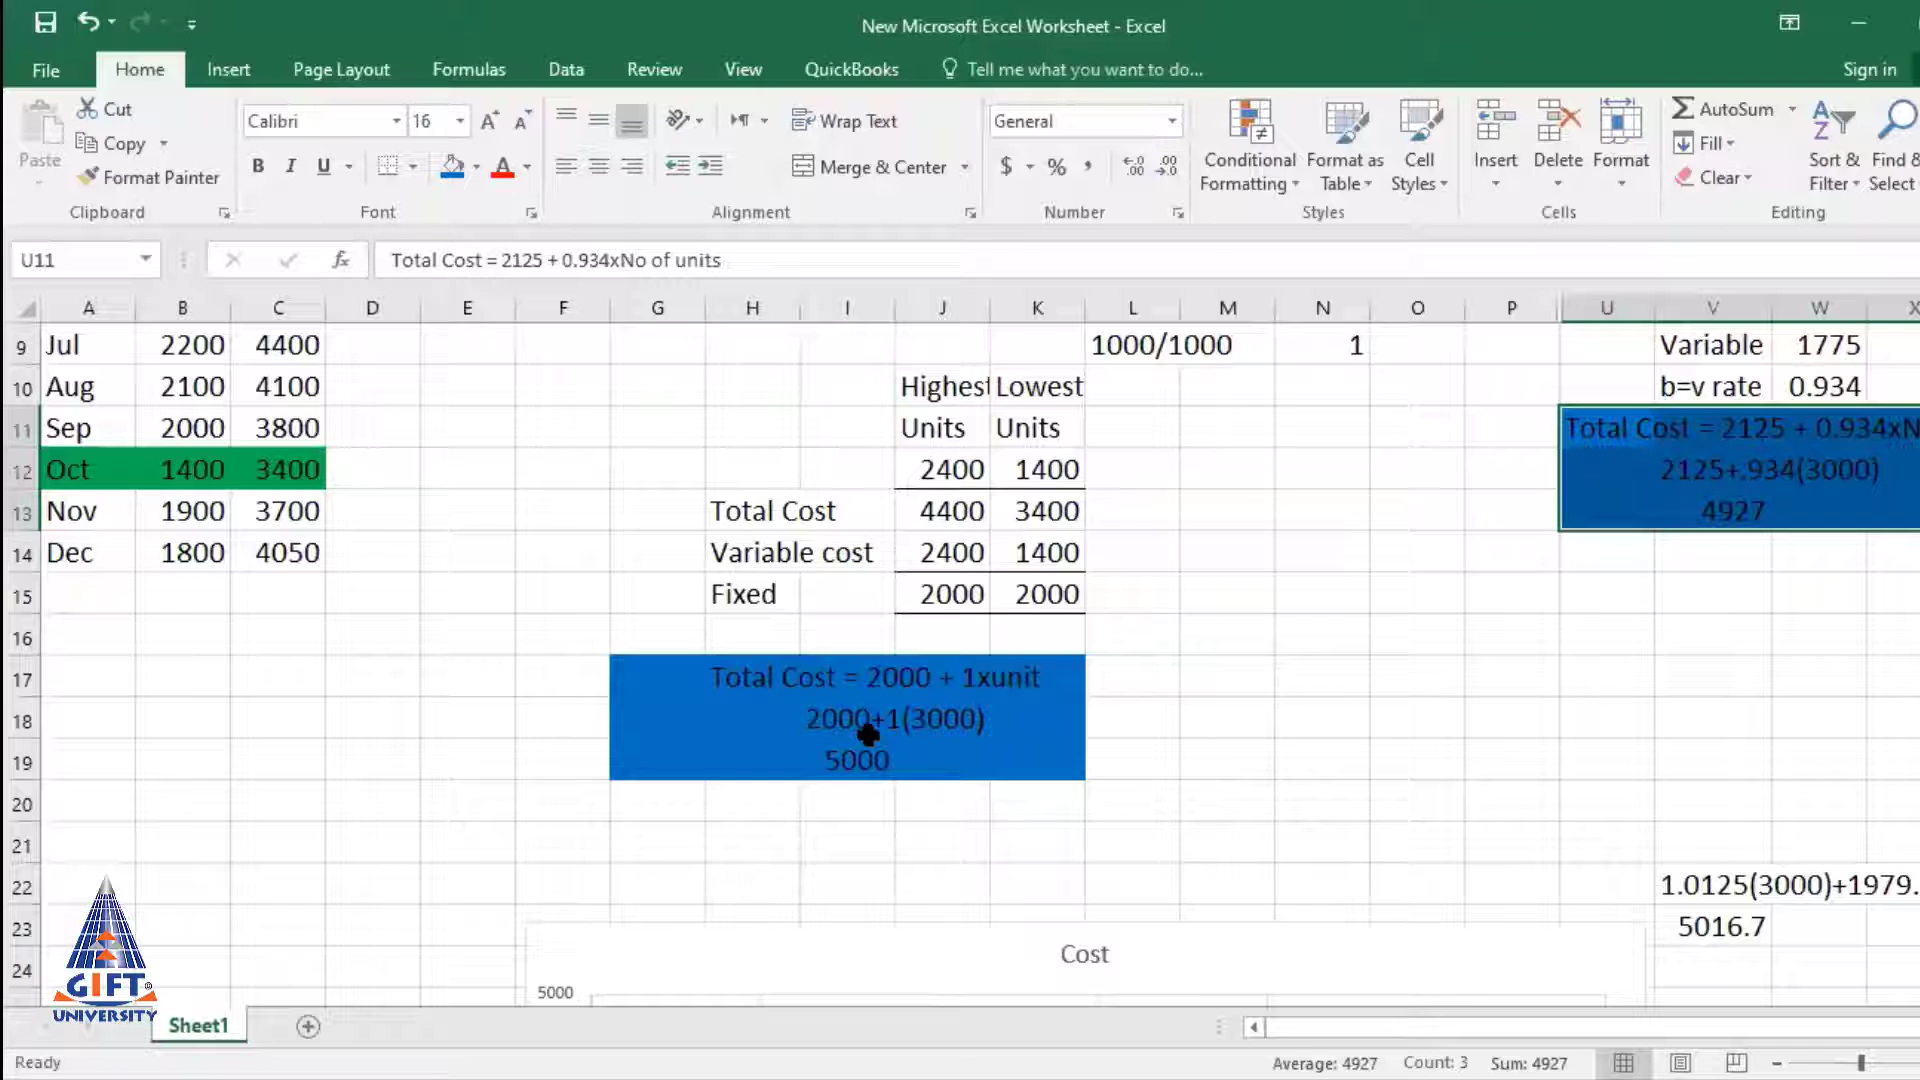 New Microsoft Excel Worksheet - Excel
File Home Insert Page Layout Formulas Data Review View QuickBooks Tell me what you want to do... Sign in
Paste Cut Copy Format Painter
Calibri 16
B I U A
Wrap Text
Merge & Center
General
$ %
Conditional Formatting Format as Table Cell Styles
Insert Delete Format
AutoSum Fill Clear
Sort & Filter Find & Select
Clipboard Font Alignment Number Styles Cells Editing
U11 fx Total Cost = 2125 + 0.934xNo of units
A B C D E F G H I J K L M N O P U V W X
9 Jul 2200 4400 1000/1000 1 Variable 1775
10 Aug 2100 4100 Highest Lowest b=v rate 0.934
11 Sep 2000 3800 Units Units Total Cost = 2125 + 0.934xN
12 Oct 1400 3400 2400 1400 2125+.934(3000)
13 Nov 1900 3700 Total Cost 4400 3400 4927
14 Dec 1800 4050 Variable cost 2400 1400
15 Fixed 2000 2000
16
17 Total Cost = 2000 + 1xunit
18 2000+1(3000)
19 5000
20
21
22 1.0125(3000)+1979.
23 5016.7
24
Cost
5000
GIFT
UNIVERSITY
Sheet1
Ready Average: 4927 Count: 3 Sum: 4927